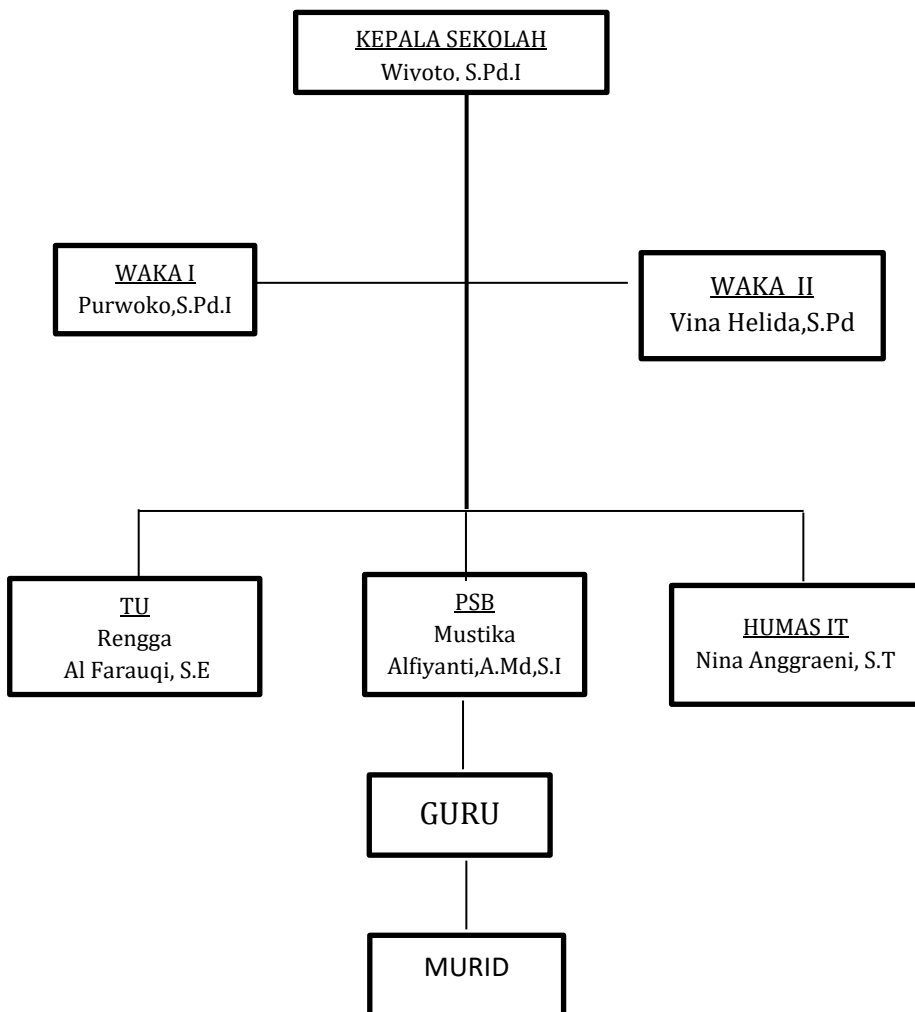 KEPALA SEKOLAH
Wiyoto, S.Pd.I
WAKA I
Purwoko,S.Pd.I
WAKA II
Vina Helida,S.Pd
TU
Rengga
Al Farauqi, S.E
PSB
Mustika
Alfiyanti,A.Md,S.I
HUMAS IT
Nina Anggraeni, S.T
GURU
MURID